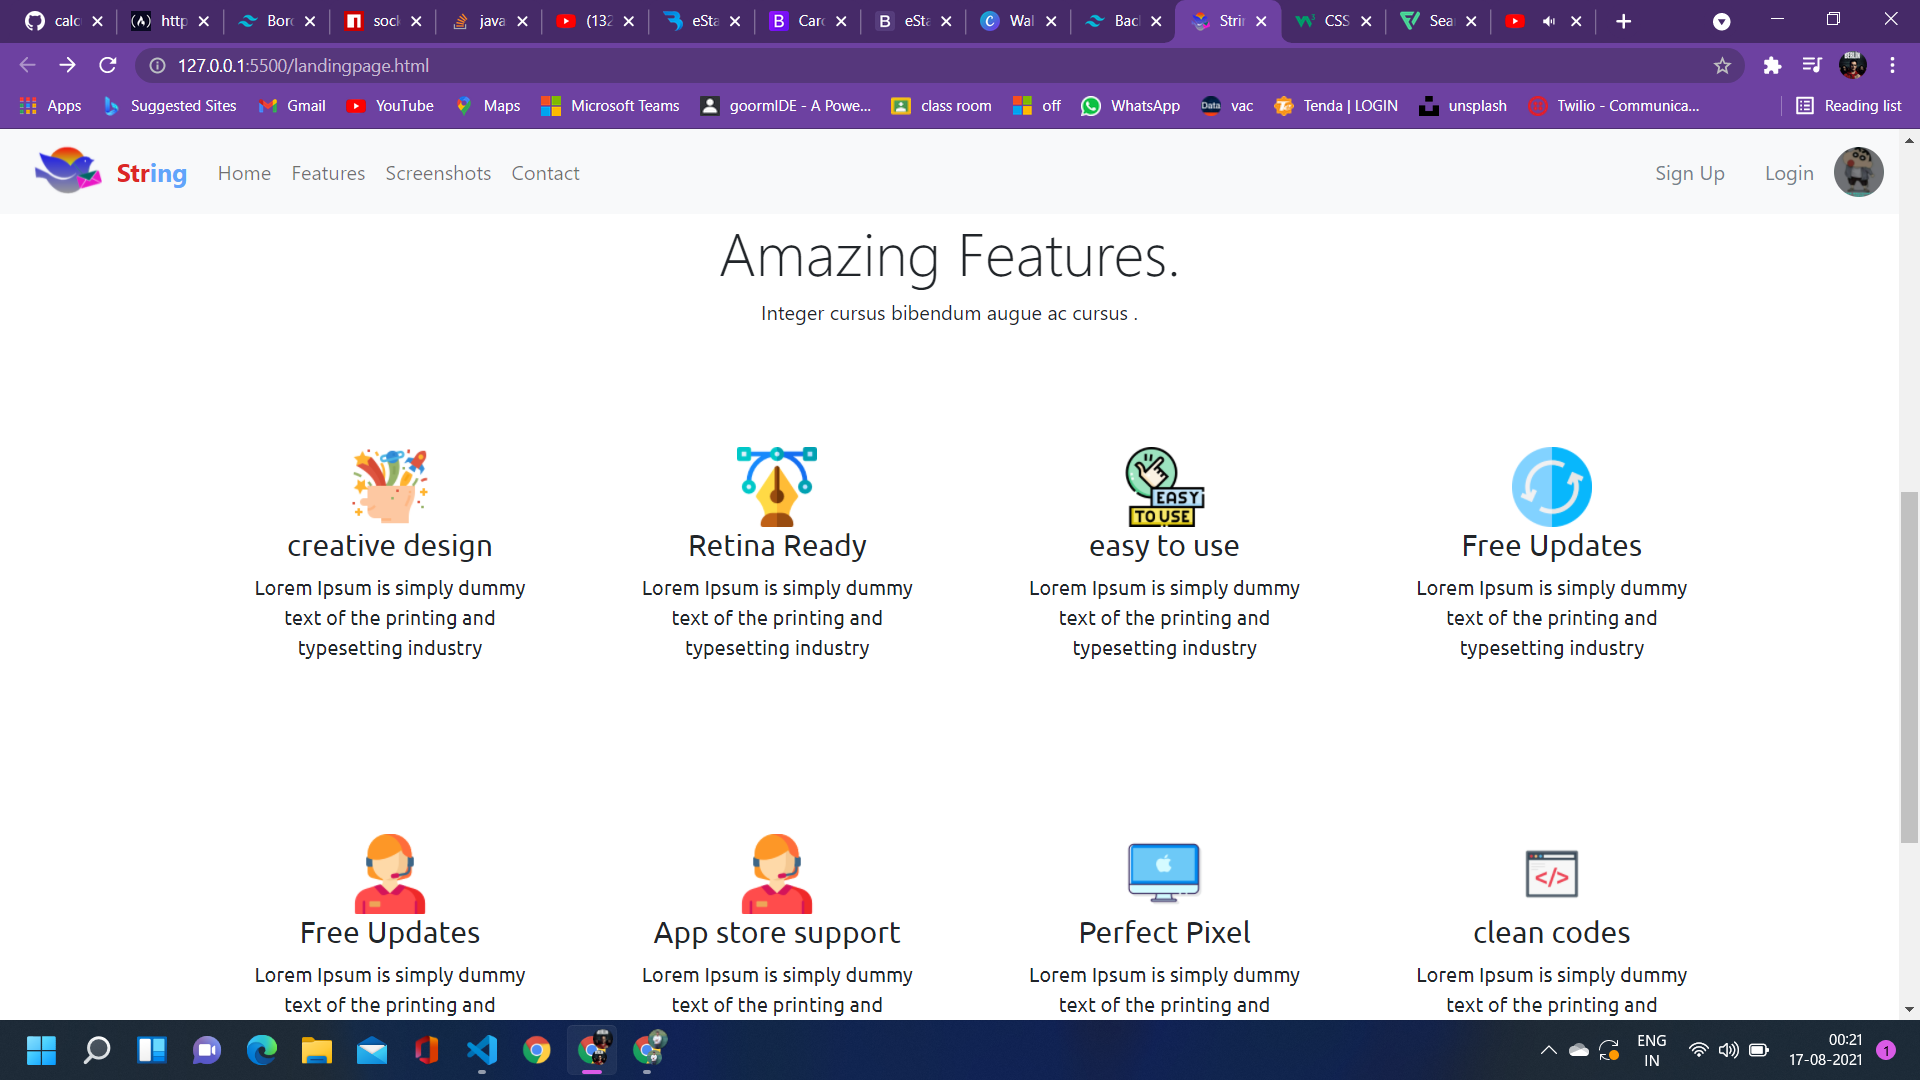 calc
http
Bor
sock
java
(132
eSta
Caro
eSta
Wal
Bacl
Strin
CSS
Sear
127.0.0.1:5500/landingpage.html
Apps
Suggested Sites
Gmail
YouTube
Maps
Microsoft Teams
goormIDE - A Powe...
class room
off
WhatsApp
Data
vac
Tenda | LOGIN
unsplash
Twilio - Communica...
Reading list
String
Home
Features
Screenshots
Contact
Sign Up
Login
Amazing Features.
Integer cursus bibendum augue ac cursus .
EASY
TO USE
creative design
Lorem Ipsum is simply dummy
text of the printing and
typesetting industry
Retina Ready
Lorem Ipsum is simply dummy
text of the printing and
typesetting industry
easy to use
Lorem Ipsum is simply dummy
text of the printing and
typesetting industry
Free Updates
Lorem Ipsum is simply dummy
text of the printing and
typesetting industry
Free Updates
Lorem Ipsum is simply dummy
text of the printing and
App store support
Lorem Ipsum is simply dummy
text of the printing and
Perfect Pixel
Lorem Ipsum is simply dummy
text of the printing and
</>
clean codes
Lorem Ipsum is simply dummy
text of the printing and
ENG
IN
00:21
17-08-2021
1